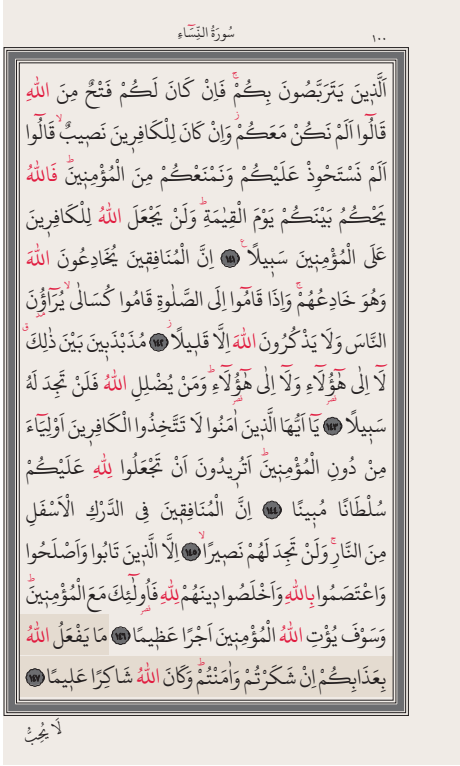 سُورَةُ النِّسَاءِ ١٠٠
اَلَّذ۪ينَ يَتَرَبَّصُونَ بِكُمْۚ فَاِنْ كَانَ لَكُمْ فَتْحٌ مِنَ اللّٰهِ
قَالُٓوا اَلَمْ نَكُنْ مَعَكُمْۘ وَاِنْ كَانَ لِلْكَافِر۪ينَ نَص۪يبٌۙ قَالُٓوا
اَلَمْ نَسْتَحْوِذْ عَلَيْكُمْ وَنَمْنَعْكُمْ مِنَ الْمُؤْمِن۪ينَۜ فَاللّٰهُ
يَحْكُمُ بَيْنَكُمْ يَوْمَ الْقِيٰمَةِۜ وَلَنْ يَجْعَلَ اللّٰهُ لِلْكَافِر۪ينَ
عَلَى الْمُؤْمِن۪ينَ سَب۪يلًا۟ ﴿١٤١﴾ اِنَّ الْمُنَافِق۪ينَ يُخَادِعُونَ اللّٰهَ
وَهُوَ خَادِعُهُمْۚ وَاِذَا قَامُٓوا اِلَى الصَّلٰوةِ قَامُوا كُسَالٰىۙ يُرَٓاؤُ۫نَ
النَّاسَ وَلَا يَذْكُرُونَ اللّٰهَ اِلَّا قَل۪يلًاۘ ﴿١٤٢﴾ مُذَبْذَب۪ينَ بَيْنَ ذٰلِكَۗ
لَٓا اِلٰى هٰٓؤُ۬لَٓاءِ وَلَٓا اِلٰى هٰٓؤُ۬لَٓاءِۜ وَمَنْ يُضْلِلِ اللّٰهُ فَلَنْ تَجِدَ لَهُ
سَب۪يلًا ﴿١٤٣﴾ يَٓا اَيُّهَا الَّذ۪ينَ اٰمَنُوا لَا تَتَّخِذُوا الْكَافِر۪ينَ اَوْلِيَٓاءَ
مِنْ دُونِ الْمُؤْمِن۪ينَۜ اَتُر۪يدُونَ اَنْ تَجْعَلُوا لِلّٰهِ عَلَيْكُمْ
سُلْطَانًا مُب۪ينًا ﴿١٤٤﴾ اِنَّ الْمُنَافِق۪ينَ فِي الدَّرْكِ الْاَسْفَلِ
مِنَ النَّارِۚ وَلَنْ تَجِدَ لَهُمْ نَص۪يرًاۙ ﴿١٤٥﴾ اِلَّا الَّذ۪ينَ تَابُوا وَاَصْلَحُوا
وَاعْتَصَمُوا بِاللّٰهِ وَاَخْلَصُوا د۪ينَهُمْ لِلّٰهِ فَاُو۬لٰٓئِكَ مَعَ الْمُؤْمِن۪ينَۜ
وَسَوْفَ يُؤْتِ اللّٰهُ الْمُؤْمِن۪ينَ اَجْرًا عَظ۪يمًا ﴿١٤٦﴾ مَا يَفْعَلُ اللّٰهُ
بِعَذَابِكُمْ اِنْ شَكَرْتُمْ وَاٰمَنْتُمْۜ وَكَانَ اللّٰهُ شَاكِرًا عَل۪يمًا ﴿١٤٧﴾
لَا يُحِبُّ